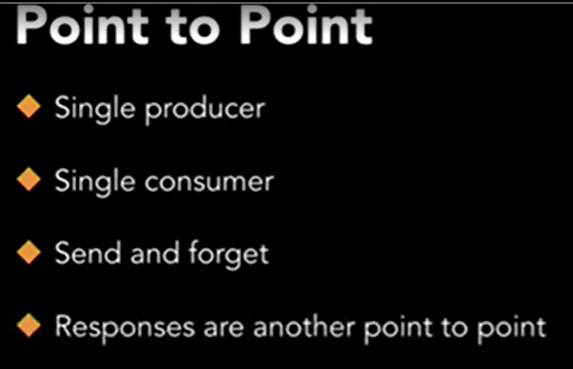 Point to Point
Single producer
Single consumer
Send and forget
Responses are another point to point